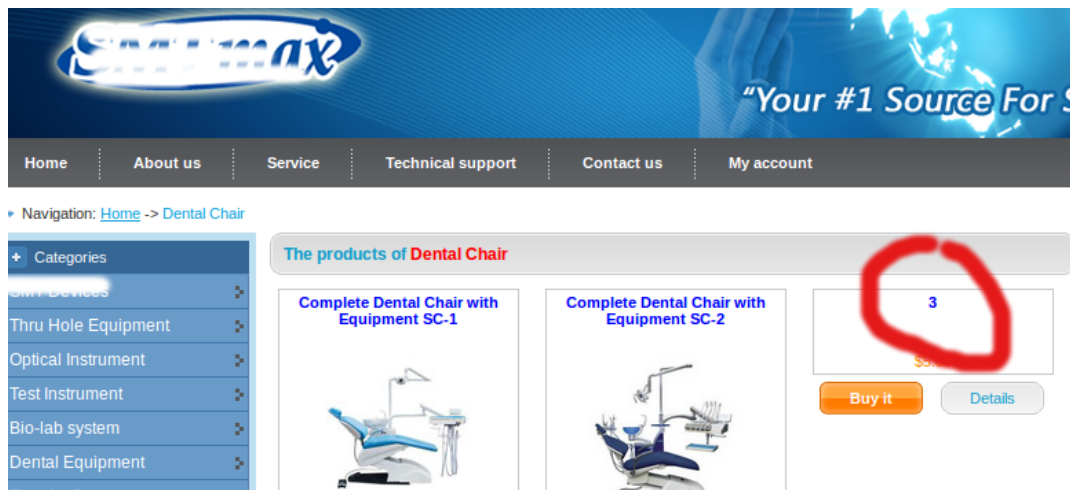 max
"Your #1 Source For
Home
About us
Service
Technical support
Contact us
My account
Navigation: Home -> Dental Chair
+ Categories
Thru Hole Equipment
Optical Instrument
Test Instrument
Bio-lab system
Dental Equipment
The products of Dental Chair
Complete Dental Chair with
Equipment SC-1
Complete Dental Chair with
Equipment SC-2
3
Buy it
Details